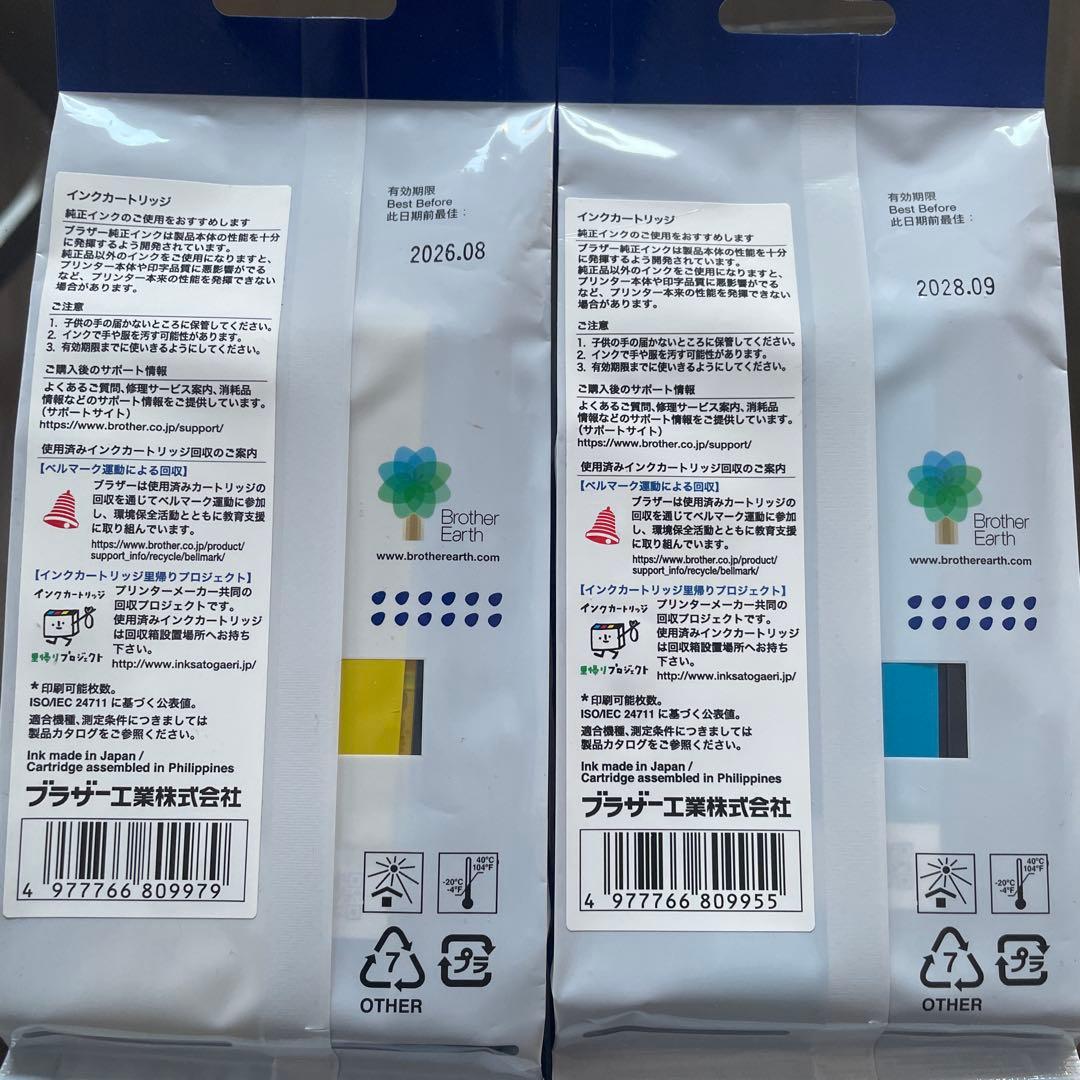 インクカートリッジ
純正インクのご使用をおすすめします
ブラザー純正インクは製品本体の性能を十分
に発揮するよう開発されています。
純正品以外のインクをご使用になりますと、
プリンター本体や印字品質に悪影響がでる
など、プリンター本来の性能を発揮できない
場合があります。
ご注意
1. 子供の手の届かないところに保管してください。
2. インクで手や服を汚す可能性があります。
3. 有効期限までに使いきるようにしてください。
ご購入後のサポート情報
よくあるご質問、修理サービス案内、消耗品
情報などのサポート情報をご提供しています。
(サポートサイト)
https://www.brother.co.jp/support/
使用済みインクカートリッジ回収のご案内
【ベルマーク運動による回収】
ブラザーは使用済みカートリッジの
回収を通じてベルマーク運動に参加
し、環境保全活動とともに教育支援
に取り組んでいます。
https://www.brother.co.jp/product/
support_info/recycle/bellmark/
【インクカートリッジ里帰りプロジェクト】
インクカートリッジ
里帰りプロジェクト
プリンターメーカー共同の
回収プロジェクトです。
使用済みインクカートリッジ
は回収箱設置場所へお持ち
下さい。
http://www.inksatogaeri.jp/
*印刷可能枚数。
ISO/IEC 24711 に基づく公表値。
適合機種、測定条件につきましては
製品カタログをご参照ください。
Ink made in Japan /
Cartridge assembled in Philippines
ブラザー工業株式会社
4 977766 809979
有効期限
Best Before
此日期前最佳：
2026.08
Brother
Earth
www.brotherearth.com
40°C
104°F
-20°C
-4°F
7
OTHER
プラ
インクカートリッジ
純正インクのご使用をおすすめします
ブラザー純正インクは製品本体の性能を十分
に発揮するよう開発されています。
純正品以外のインクをご使用になりますと、
プリンター本体や印字品質に悪影響がでる
など、プリンター本来の性能を発揮できない
場合があります。
ご注意
1. 子供の手の届かないところに保管してください。
2. インクで手や服を汚す可能性があります。
3. 有効期限までに使いきるようにしてください。
ご購入後のサポート情報
よくあるご質問、修理サービス案内、消耗品
情報などのサポート情報をご提供しています。
(サポートサイト)
https://www.brother.co.jp/support/
使用済みインクカートリッジ回収のご案内
【ベルマーク運動による回収】
ブラザーは使用済みカートリッジの
回収を通じてベルマーク運動に参加
し、環境保全活動とともに教育支援
に取り組んでいます。
https://www.brother.co.jp/product/
support_info/recycle/bellmark/
【インクカートリッジ里帰りプロジェクト】
インクカートリッジ
里帰りプロジェクト
プリンターメーカー共同の
回収プロジェクトです。
使用済みインクカートリッジ
は回収箱設置場所へお持ち
下さい。
http://www.inksatogaeri.jp/
*印刷可能枚数。
ISO/IEC 24711 に基づく公表値。
適合機種、測定条件につきましては
製品カタログをご参照ください。
Ink made in Japan /
Cartridge assembled in Philippines
ブラザー工業株式会社
4 977766 809955
有効期限
Best Before
此日期前最佳：
2028.09
Brother
Earth
www.brotherearth.com
40°C
104°F
-20°C
-4°F
7
OTHER
プラ